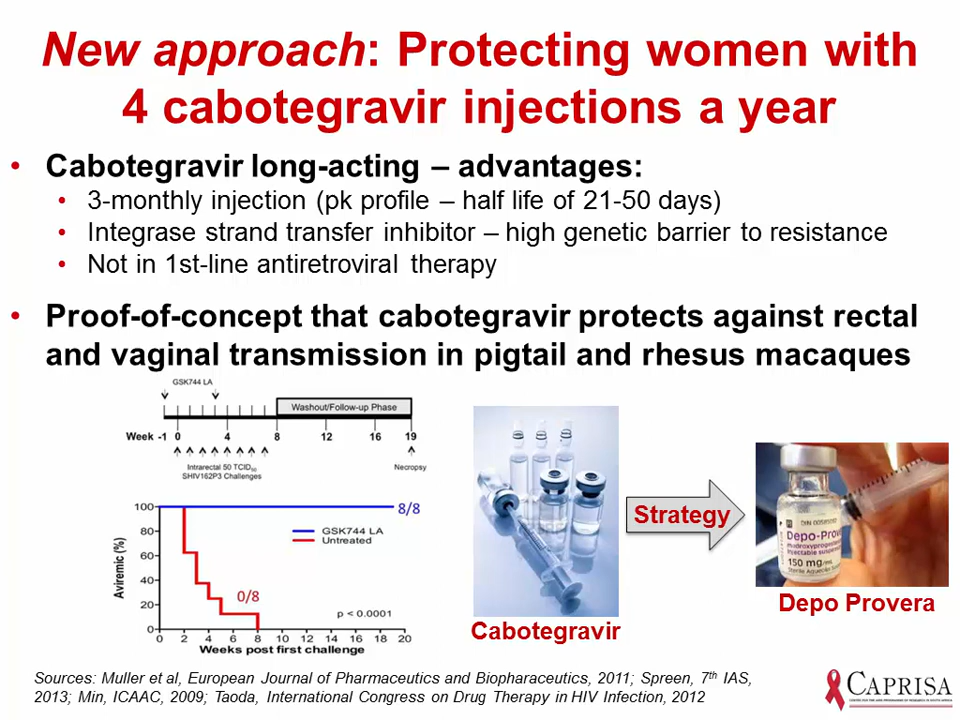 New approach: Protecting women with
4 cabotegravir injections a year
• Cabotegravir long-acting – advantages:
• 3-monthly injection (pk profile – half life of 21-50 days)
• Integrase strand transfer inhibitor – high genetic barrier to resistance
• Not in 1st-line antiretroviral therapy
• Proof-of-concept that cabotegravir protects against rectal
and vaginal transmission in pigtail and rhesus macaques
GSK744 LA
Washout/Follow-up Phase
Week -1 0 4 8 12 16 19
Intrarectal 50 TCID50
SHIV162P3 Challenges
Necropsy
Aviremic (%)
100
80
60
40
20
0
8/8
GSK744 LA
Untreated
0/8
p < 0.0001
0 2 4 6 8 10 12 14 16 18 20
Weeks post first challenge
Cabotegravir
Strategy
Depo-Prove
150 mg/mL
Depo Provera
Sources: Muller et al, European Journal of Pharmaceutics and Biopharaceutics, 2011; Spreen, 7th IAS,
2013; Min, ICAAC, 2009; Taoda, International Congress on Drug Therapy in HIV Infection, 2012
CAPRISA